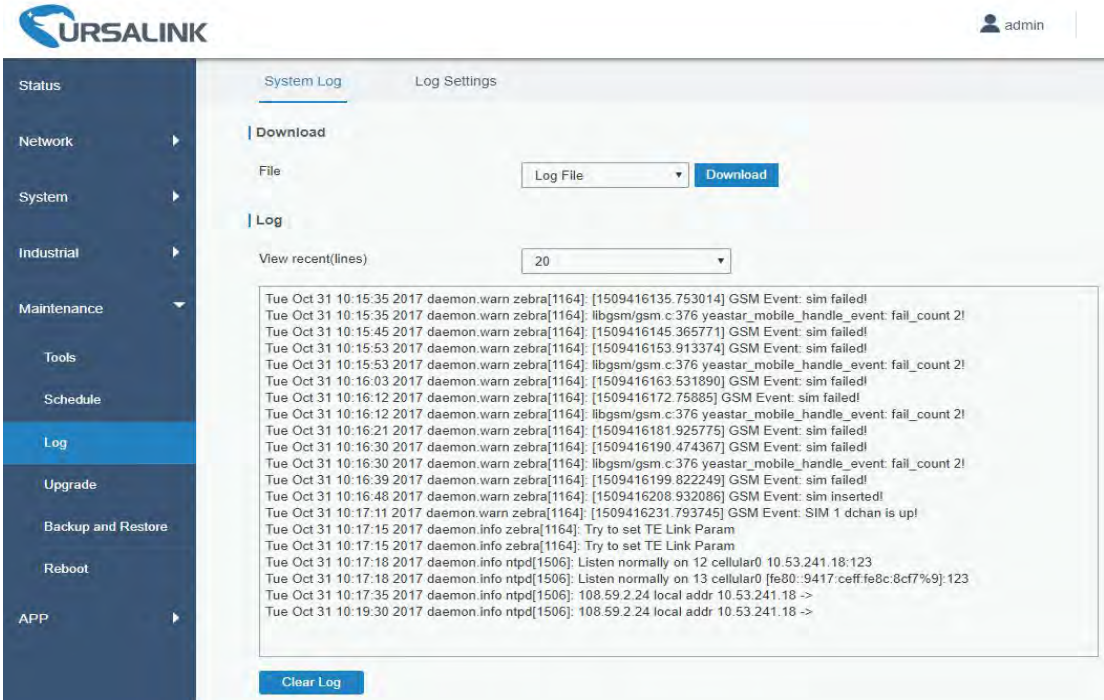 URSALINK
admin
Status
Network
System
Industrial
Maintenance
Tools
Schedule
Log
Upgrade
Backup and Restore
Reboot
APP
System Log
Log Settings
Download
File
Log File
Download
Log
View recent(lines)
20
Tue Oct 31 10:15:35 2017 daemon.warn zebra[1164]: [1509416135.753014] GSM Event: sim failed!
Tue Oct 31 10:15:35 2017 daemon.warn zebra[1164]: libgsm/gsm.c:376 yeastar_mobile_handle_event: fail_count 2!
Tue Oct 31 10:15:45 2017 daemon.warn zebra[1164]: [1509416145.365771] GSM Event: sim failed!
Tue Oct 31 10:15:53 2017 daemon.warn zebra[1164]: [1509416153.913374] GSM Event: sim failed!
Tue Oct 31 10:15:53 2017 daemon.warn zebra[1164]: libgsm/gsm.c:376 yeastar_mobile_handle_event: fail_count 2!
Tue Oct 31 10:16:03 2017 daemon.warn zebra[1164]: [1509416163.531890] GSM Event: sim failed!
Tue Oct 31 10:16:12 2017 daemon.warn zebra[1164]: [1509416172.75885] GSM Event: sim failed!
Tue Oct 31 10:16:12 2017 daemon.warn zebra[1164]: libgsm/gsm.c:376 yeastar_mobile_handle_event: fail_count 2!
Tue Oct 31 10:16:21 2017 daemon.warn zebra[1164]: [1509416181.925775] GSM Event: sim failed!
Tue Oct 31 10:16:30 2017 daemon.warn zebra[1164]: [1509416190.474367] GSM Event: sim failed!
Tue Oct 31 10:16:30 2017 daemon.warn zebra[1164]: libgsm/gsm.c:376 yeastar_mobile_handle_event: fail_count 2!
Tue Oct 31 10:16:39 2017 daemon.warn zebra[1164]: [1509416199.822249] GSM Event: sim failed!
Tue Oct 31 10:16:48 2017 daemon.warn zebra[1164]: [1509416208.932086] GSM Event: sim inserted!
Tue Oct 31 10:17:11 2017 daemon.warn zebra[1164]: [1509416231.793745] GSM Event: SIM 1 dchan is up!
Tue Oct 31 10:17:15 2017 daemon.info zebra[1164]: Try to set TE Link Param
Tue Oct 31 10:17:15 2017 daemon.info zebra[1164]: Try to set TE Link Param
Tue Oct 31 10:17:18 2017 daemon.info ntpd[1506]: Listen normally on 12 cellular0 10.53.241.18:123
Tue Oct 31 10:17:18 2017 daemon.info ntpd[1506]: Listen normally on 13 cellular0 [fe80::9417:ceff:fe8c:8cf7%9]:123
Tue Oct 31 10:17:35 2017 daemon.info ntpd[1506]: 108.59.2.24 local addr 10.53.241.18 ->
Tue Oct 31 10:19:30 2017 daemon.info ntpd[1506]: 108.59.2.24 local addr 10.53.241.18 ->
Clear Log